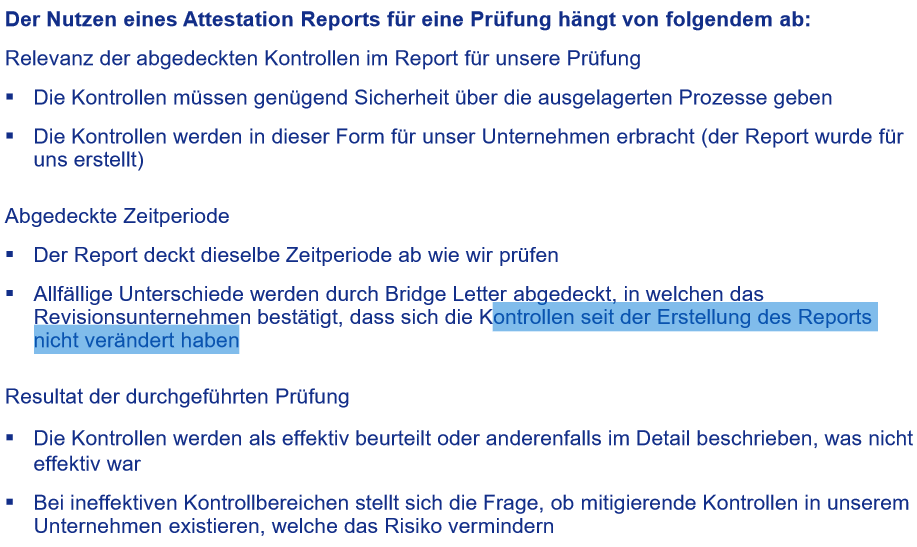 Der Nutzen eines Attestation Reports für eine Prüfung hängt von folgendem ab:
Relevanz der abgedeckten Kontrollen im Report für unsere Prüfung
▪ Die Kontrollen müssen genügend Sicherheit über die ausgelagerten Prozesse geben
▪ Die Kontrollen werden in dieser Form für unser Unternehmen erbracht (der Report wurde für
uns erstellt)
Abgedeckte Zeitperiode
▪ Der Report deckt dieselbe Zeitperiode ab wie wir prüfen
▪ Allfällige Unterschiede werden durch Bridge Letter abgedeckt, in welchen das
Revisionsunternehmen bestätigt, dass sich die Kontrollen seit der Erstellung des Reports
nicht verändert haben
Resultat der durchgeführten Prüfung
▪ Die Kontrollen werden als effektiv beurteilt oder anderenfalls im Detail beschrieben, was nicht
effektiv war
▪ Bei ineffektiven Kontrollbereichen stellt sich die Frage, ob mitigierende Kontrollen in unserem
Unternehmen existieren, welche das Risiko vermindern